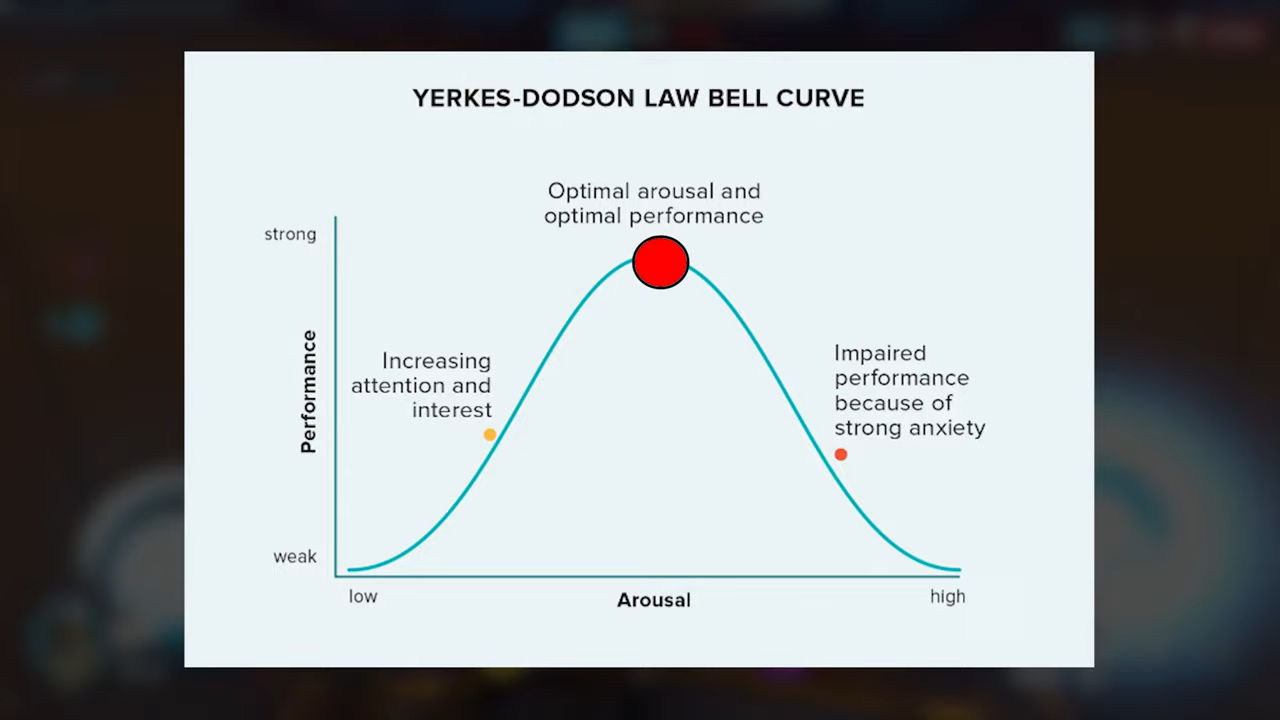 YERKES-DODSON LAW BELL CURVE
Optimal arousal and
optimal performance
strong
Increasing
attention and
interest
Impaired
performance
because of
strong anxiety
Performance
weak
low
Arousal
high